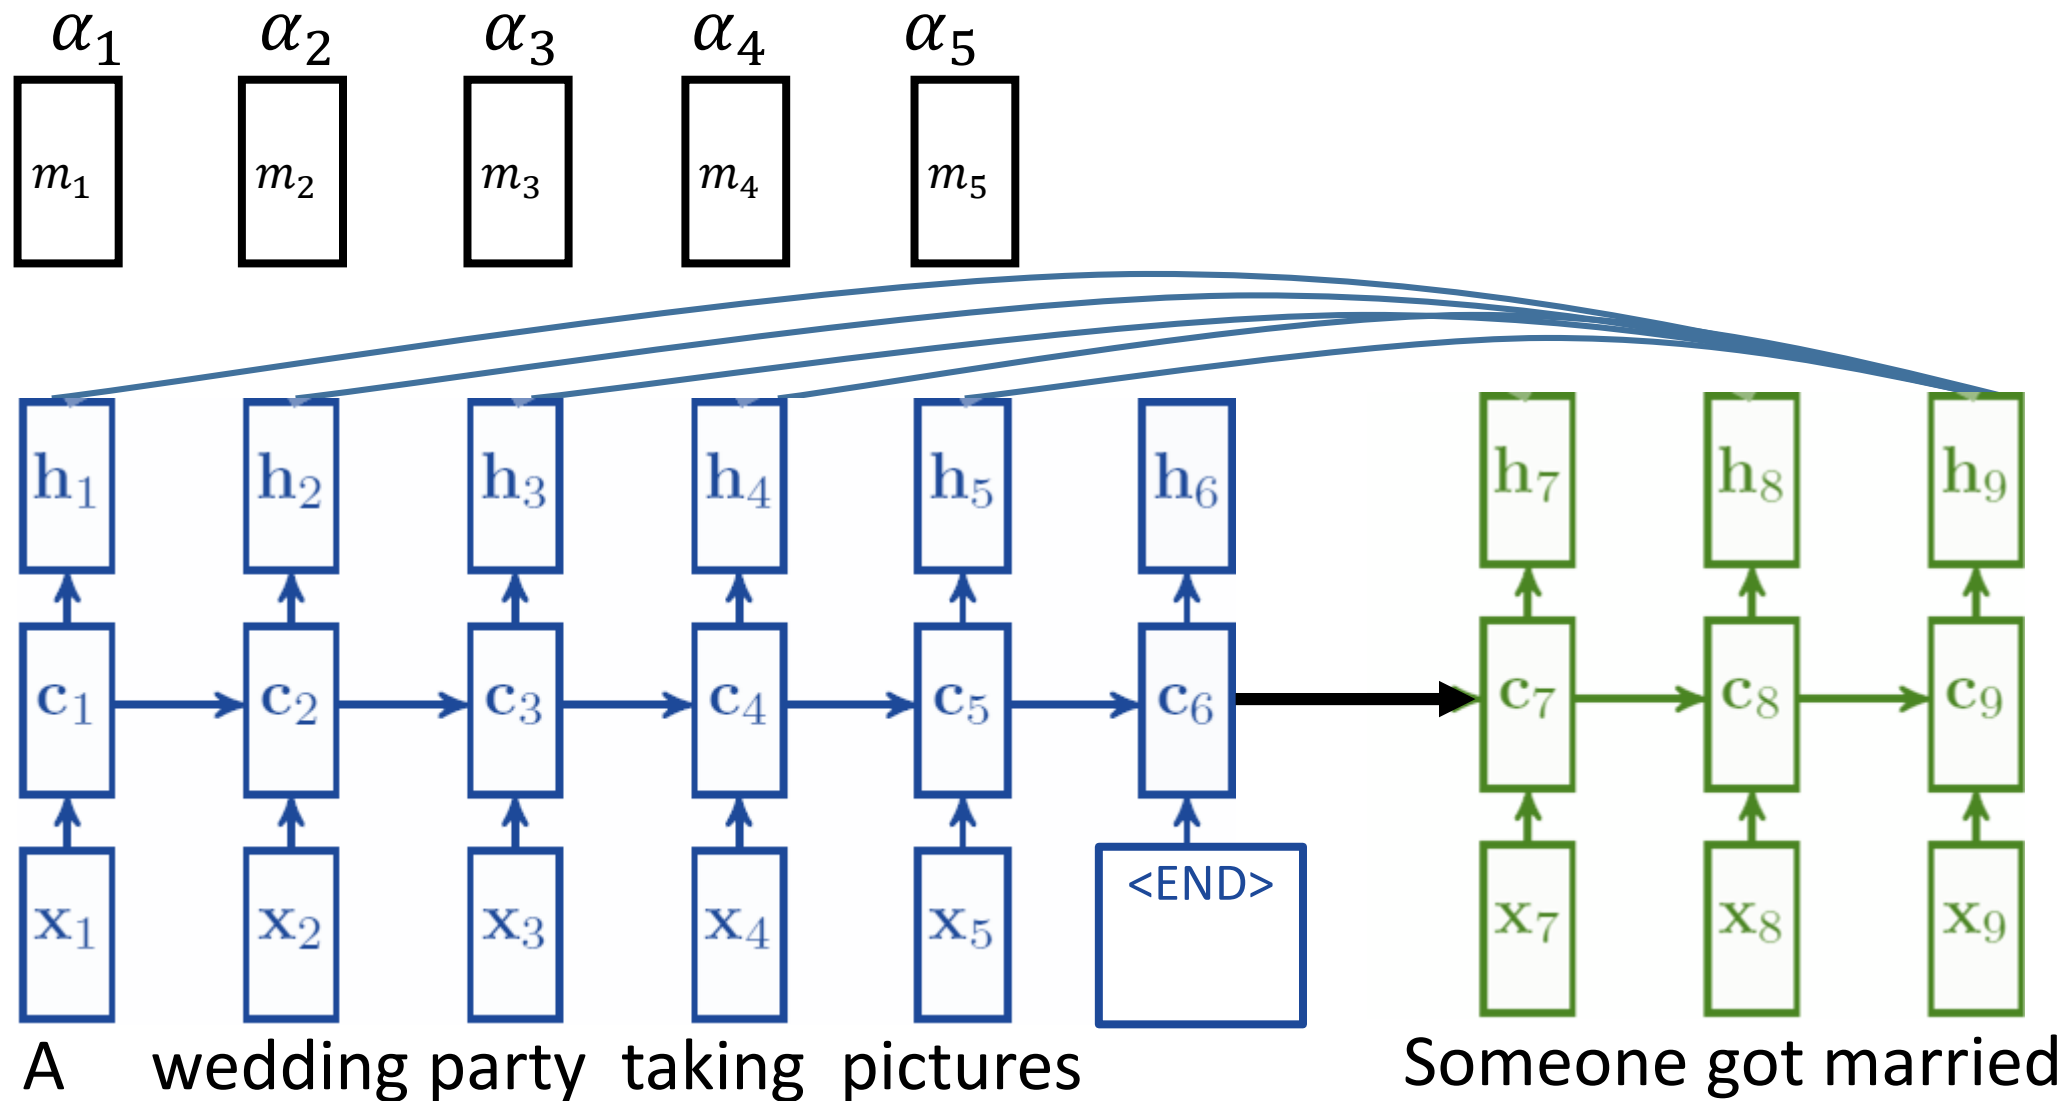 α₁ α₂ α₃ α₄ α₅
m₁ m₂ m₃ m₄ m₅
h₁ h₂ h₃ h₄ h₅ h₆ h₇ h₈ h₉
c₁ c₂ c₃ c₄ c₅ c₆ c₇ c₈ c₉
<END>
x₁ x₂ x₃ x₄ x₅ x₇ x₈ x₉
A wedding party taking pictures Someone got married